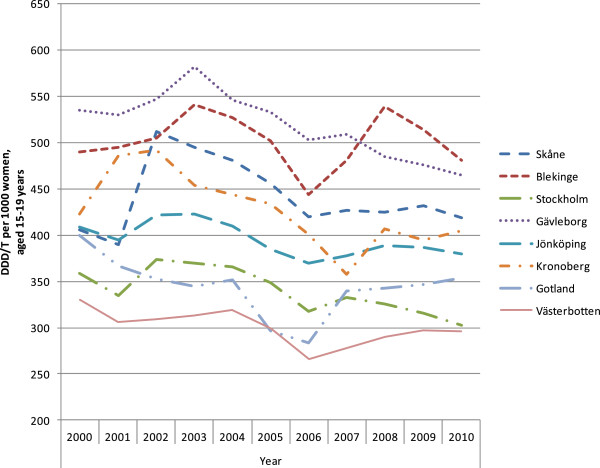 650
600
550
500
450
400
350
300
250
200
DDD/T per 1000 women,
aged 15-19 years
2000 2001 2002 2003 2004 2005 2006 2007 2008 2009 2010
Year
Skåne
Blekinge
Stockholm
Gävleborg
Jönköping
Kronoberg
Gotland
Västerbotten